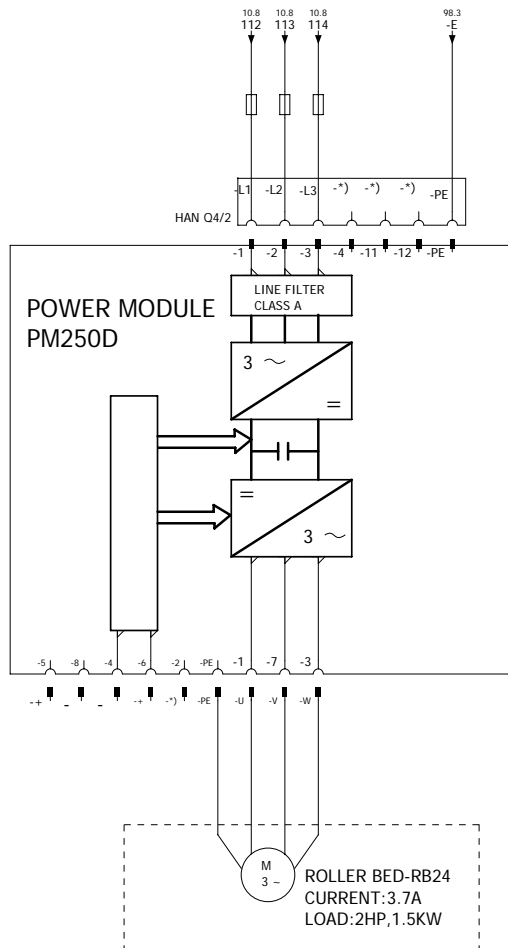 10.8 10.8 10.8 98.3
112 113 114 -E
-L1 -L2 -L3 -*) -*) -*) -PE
HAN Q4/2
-1 -2 -3 -4 -11 -12 -PE
LINE FILTER
CLASS A
POWER MODULE
PM250D
3 ~
=
=
3 ~
-5 -8 -4 -6 -2 -PE -1 -7 -3
-+ - - -+ -*) -PE -U -V -W
M
3 ~
ROLLER BED-RB24
CURRENT:3.7A
LOAD:2HP,1.5KW